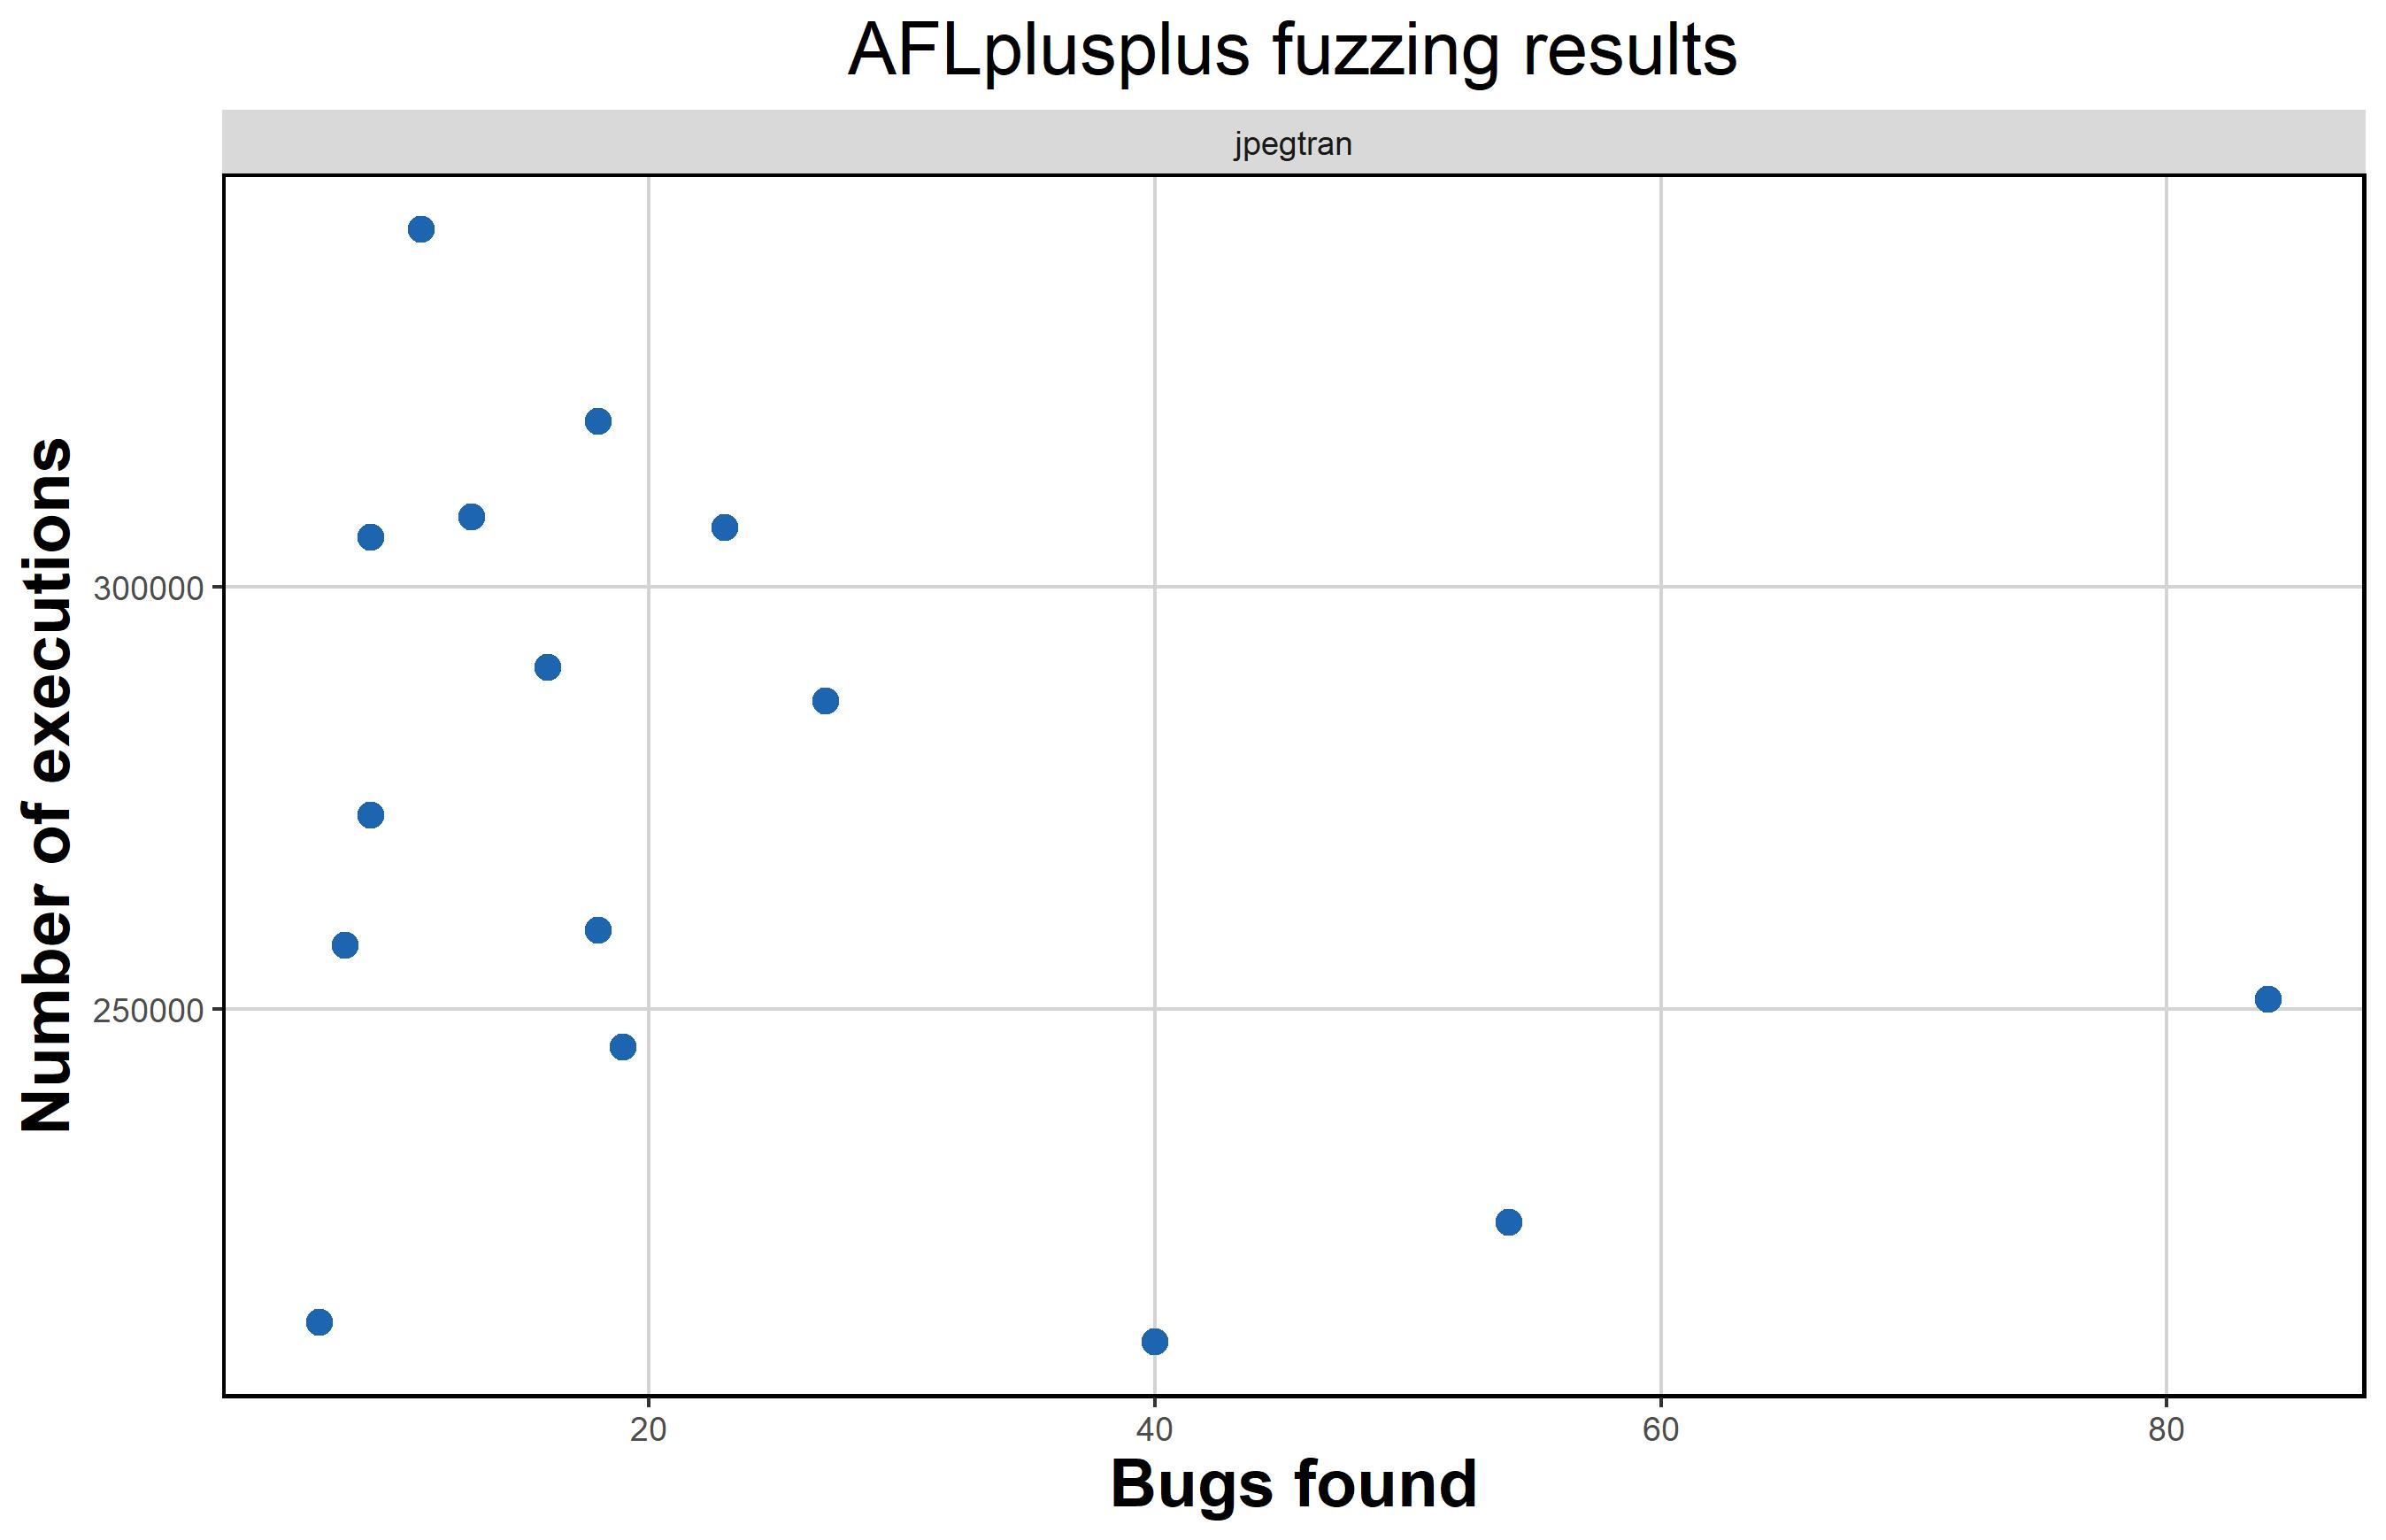 AFLplusplus fuzzing results
jpegtran
Number of executions
300000
250000
20
40
60
80
Bugs found